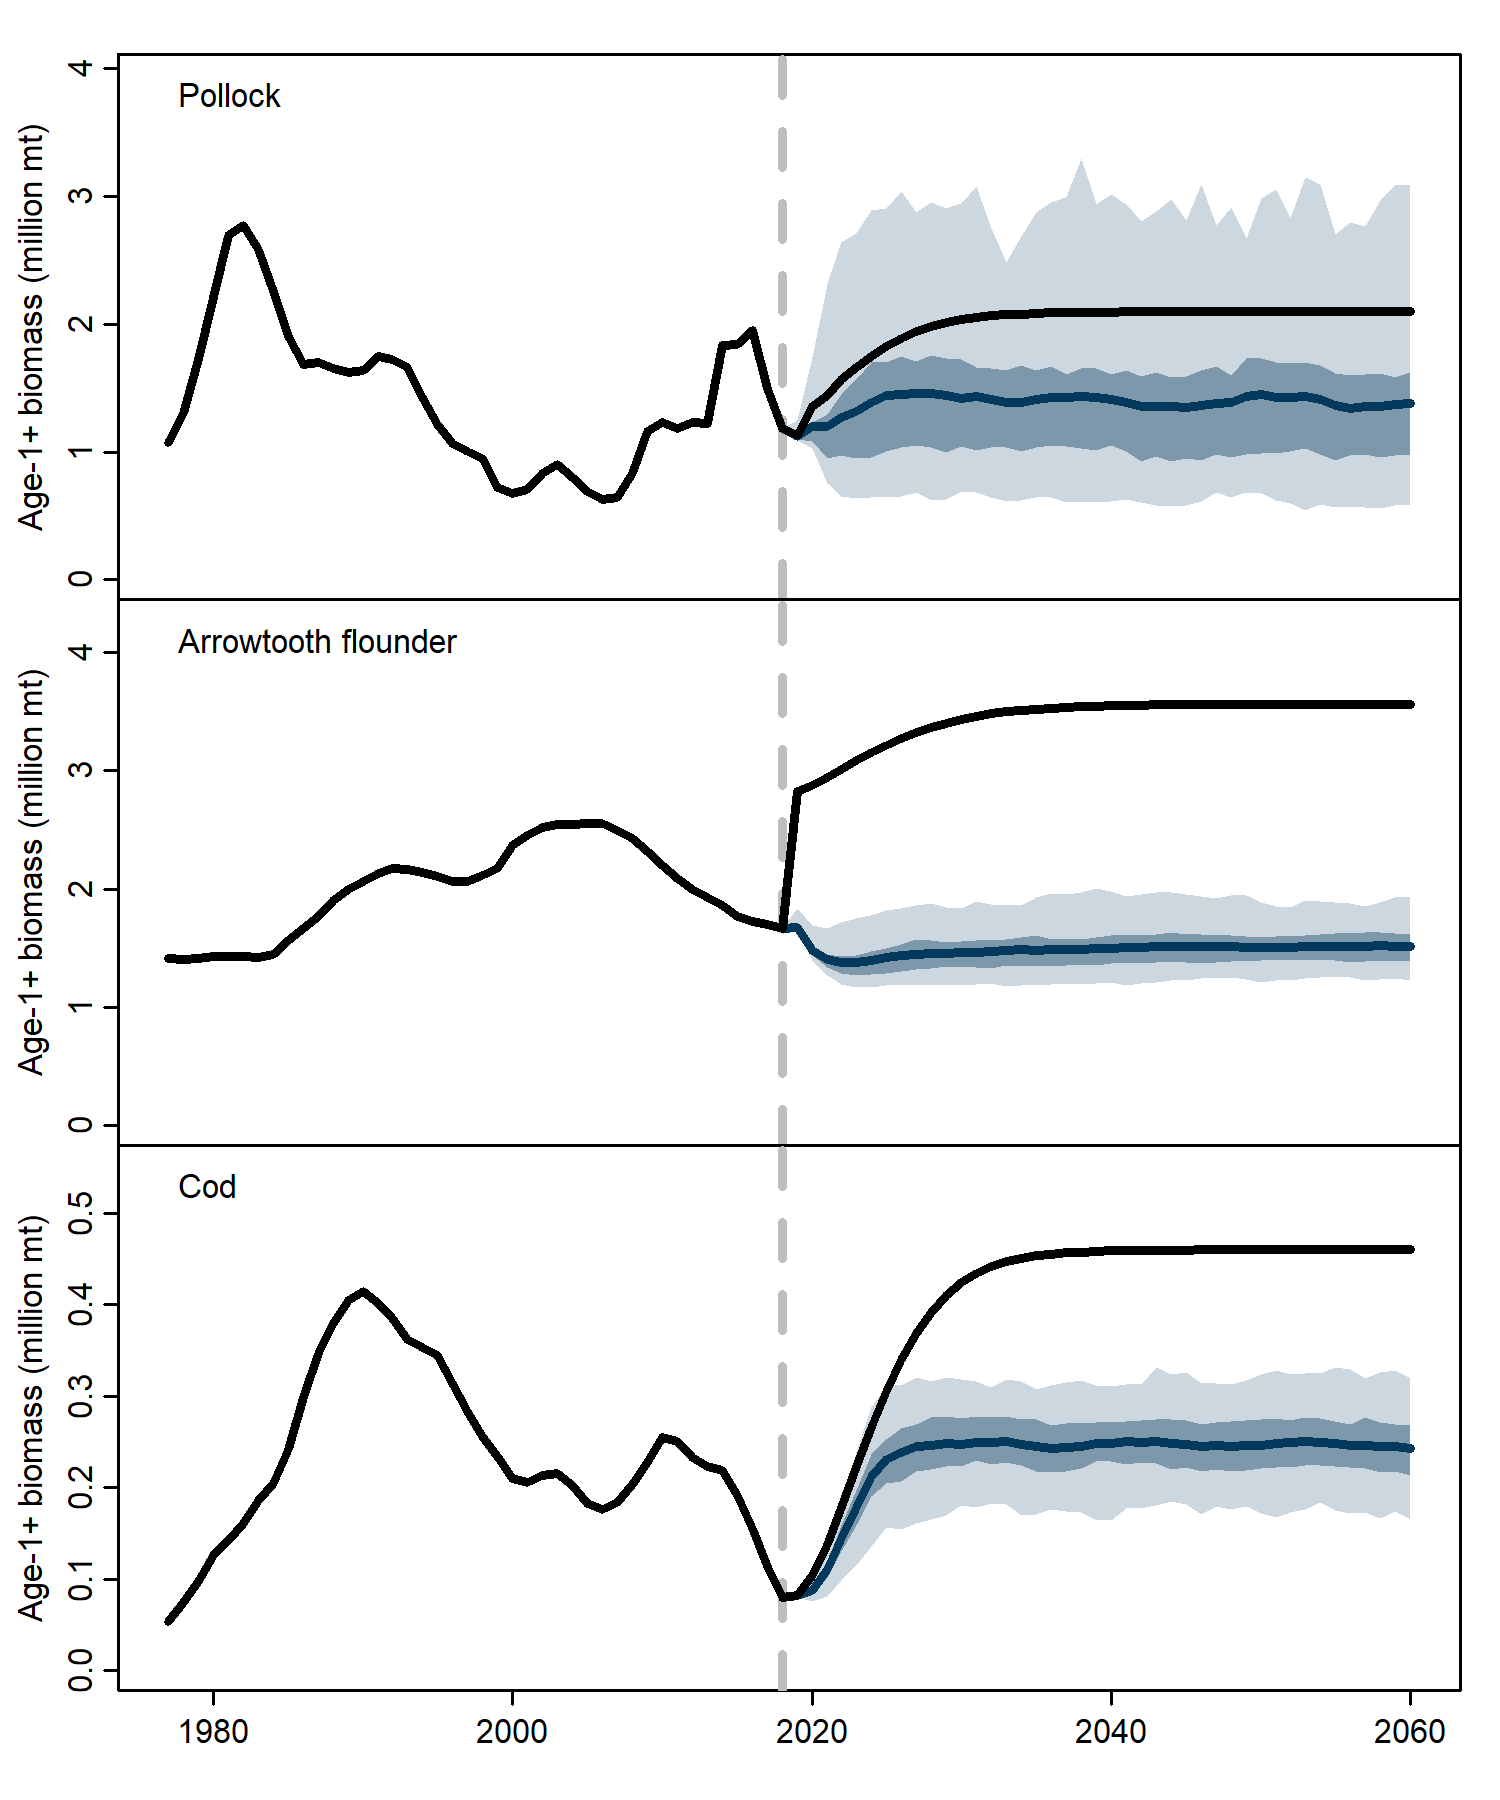 Pollock
Age-1+ biomass (million mt)
4
3
2
1
0
Arrowtooth flounder
Age-1+ biomass (million mt)
4
3
2
1
0
Cod
Age-1+ biomass (million mt)
0.5
0.4
0.3
0.2
0.1
0.0
1980 2000 2020 2040 2060